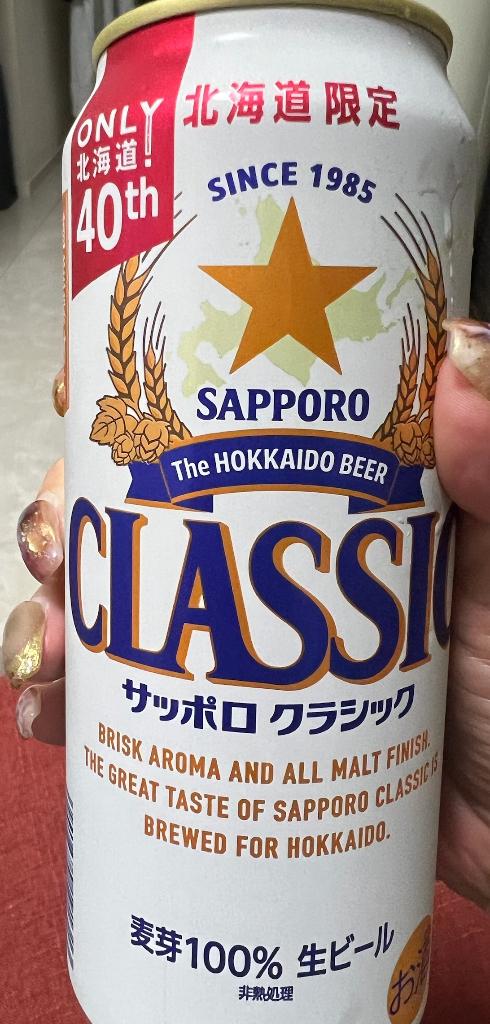 ONLY
北海道!
40th
北海道限定
SINCE 1985
SAPPORO
The HOKKAIDO BEER
CLASSIC
サッポロ クラシック
BRISK AROMA AND ALL MALT FINISH.
THE GREAT TASTE OF SAPPORO CLASSIC IS
BREWED FOR HOKKAIDO.
麦芽100% 生ビール
非熱処理
お酒